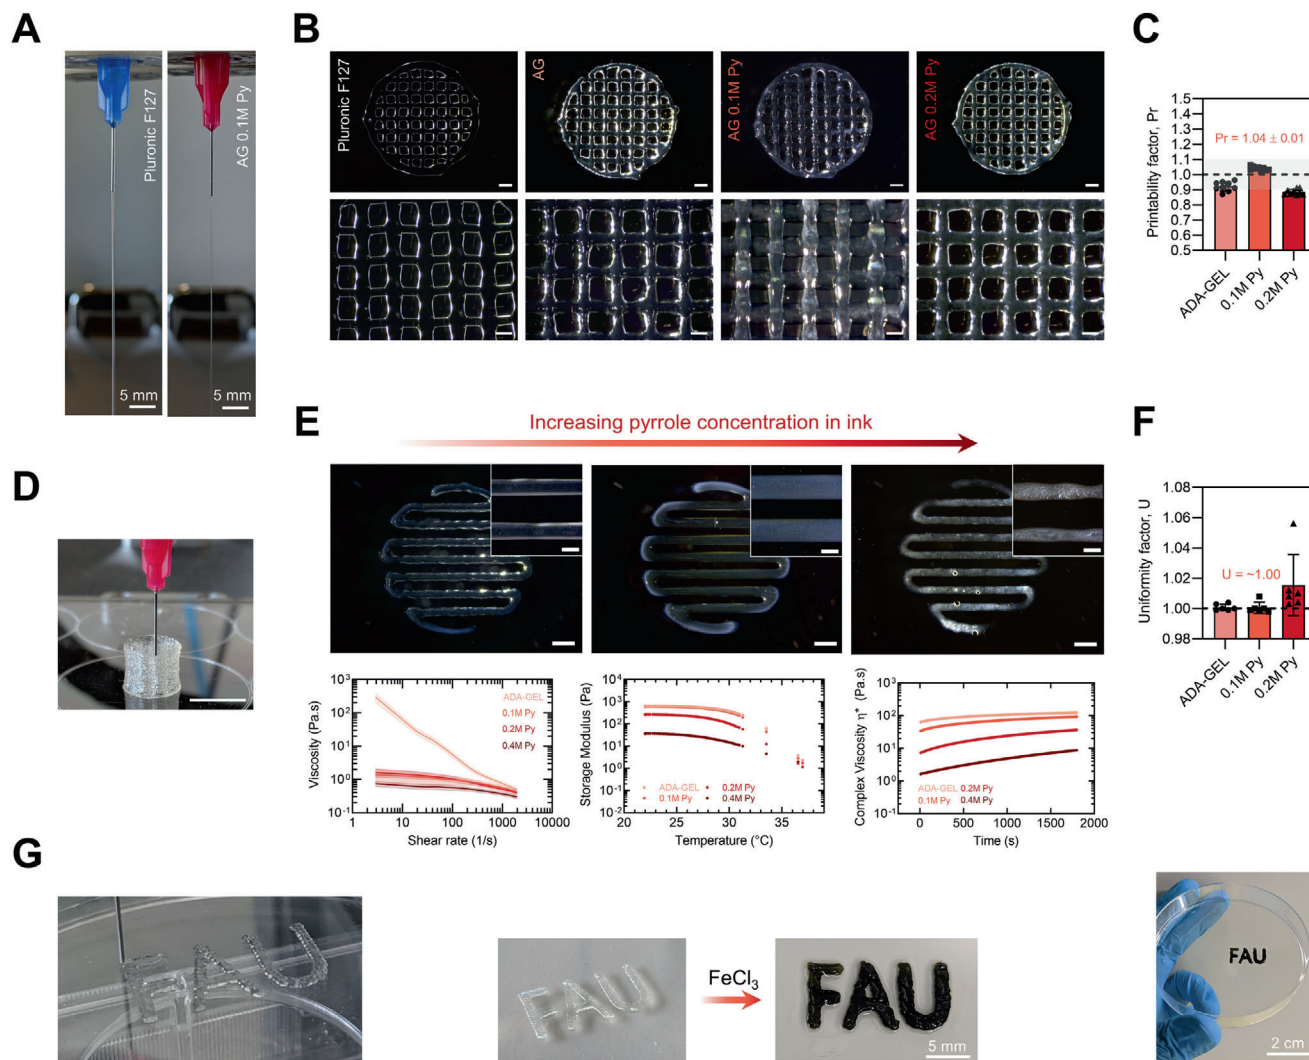 A
Pluronic F127
5 mm
AG 0.1M Py
5 mm
B
Pluronic F127
AG
AG 0.1M Py
AG 0.2M Py
C
Printability factor, Pr
1.5
1.4
1.3
1.2
1.1
1.0
0.9
0.8
0.7
0.6
0.5
Pr = 1.04 ± 0.01
ADA-GEL
0.1M Py
0.2M Py
D
E
Increasing pyrrole concentration in ink
Viscosity (Pa.s)
10³
10²
10¹
10⁰
10⁻¹
ADA-GEL
0.1M Py
0.2M Py
0.4M Py
1
10
100
1000
10000
Shear rate (1/s)
Storage Modulus (Pa)
10⁴
10³
10²
10¹
10⁰
10⁻¹
10⁻²
ADA-GEL
0.2M Py
0.1M Py
0.4M Py
20
25
30
35
Temperature (°C)
Complex Viscosity η* (Pa.s)
10³
10²
10¹
10⁰
10⁻¹
ADA-GEL 0.2M Py
0.1M Py 0.4M Py
0
500
1000
1500
2000
Time (s)
F
Uniformity factor, U
1.08
1.06
1.04
1.02
1.00
0.98
U = ~1.00
ADA-GEL
0.1M Py
0.2M Py
G
FAU
FAU
FeCl₃
FAU
5 mm
FAU
2 cm